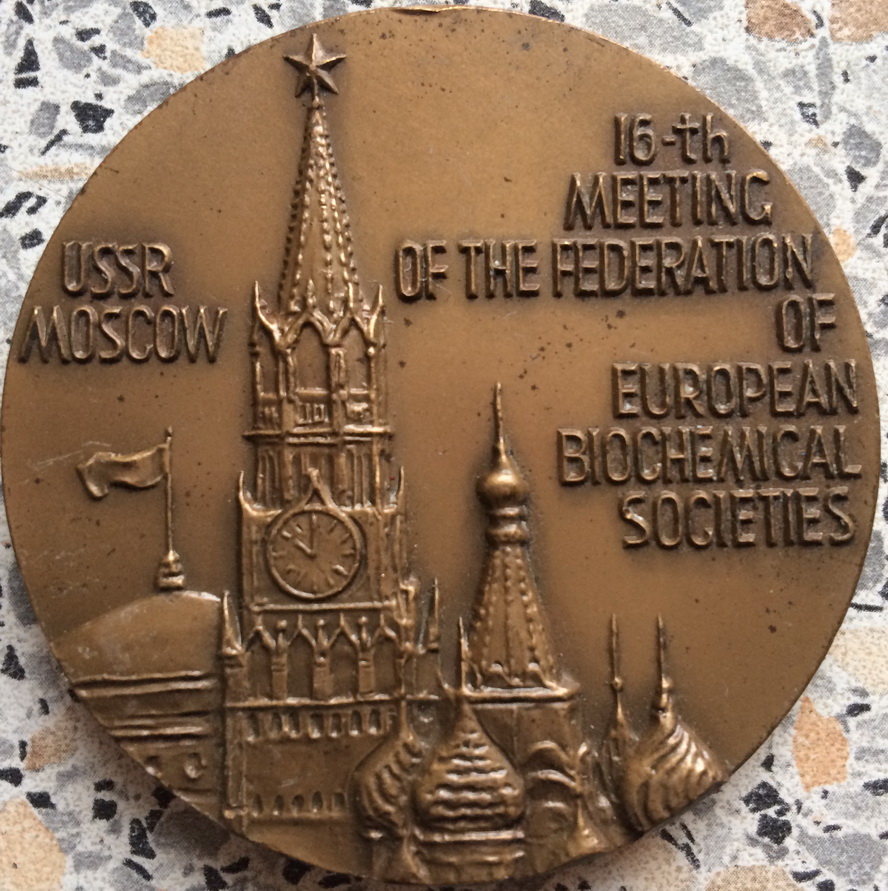 USSR
MOSCOW
16-th
MEETING
OF THE FEDERATION
OF
EUROPEAN
BIOCHEMICAL
SOCIETIES